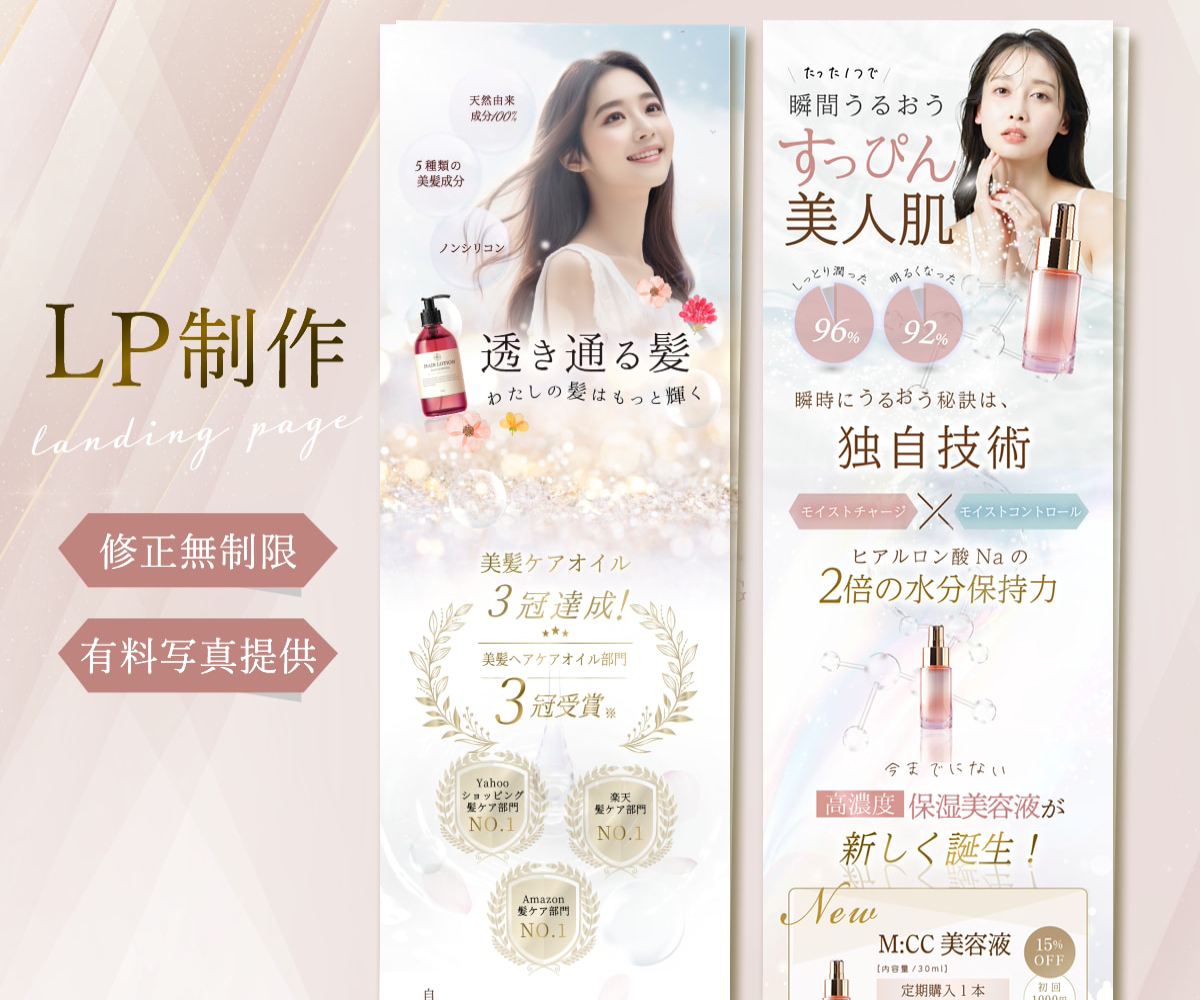 LP制作
landing page
修正無制限
有料写真提供
天然由来
成分100%
5種類の
美髪成分
ノンシリコン
HAIR LOTION
透き通る髪
わたしの髪はもっと輝く
美髪ケアオイル
3冠達成!
美髪ヘアケアオイル部門
3冠受賞※
Yahoo
ショッピング
髪ケア部門
NO.1
楽天
髪ケア部門
NO.1
Amazon
髪ケア部門
NO.1
自
\ たった1つで /
瞬間うるおう
すっぴん
美人肌
しっとり潤った
96%
明るくなった
92%
瞬時にうるおう秘訣は、
独自技術
モイストチャージ
モイストコントロール
ヒアルロン酸Naの
2倍の水分保持力
今までにない
高濃度 保湿美容液が
新しく誕生！
New
M:CC 美容液
[内容量/30ml]
定期購入1本
15%
OFF
初回